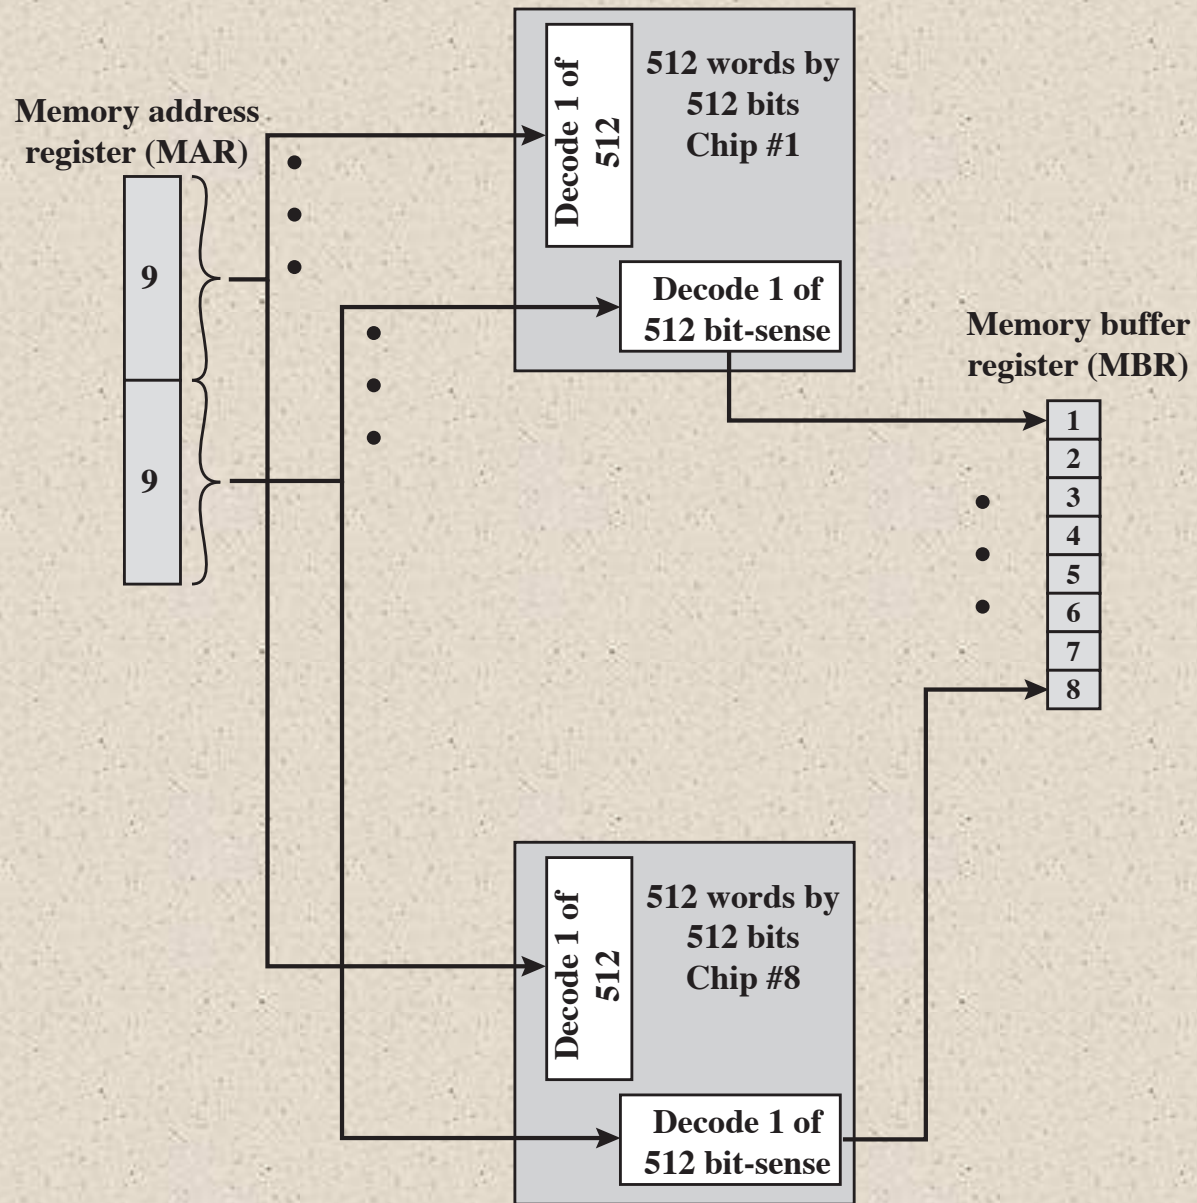 Memory address
register (MAR)
9
9
Decode 1 of
512
512 words by
512 bits
Chip #1
Decode 1 of
512 bit-sense
Memory buffer
register (MBR)
1
2
3
4
5
6
7
8
Decode 1 of
512
512 words by
512 bits
Chip #8
Decode 1 of
512 bit-sense